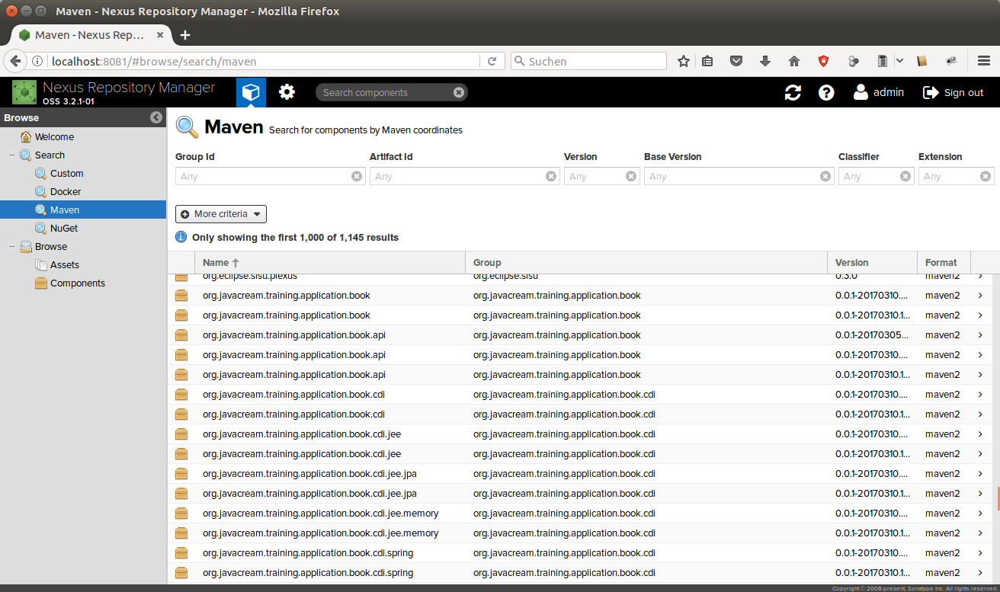 Maven - Nexus Repository Manager - Mozilla Firefox
Maven - Nexus Rep...
localhost:8081/#browse/search/maven
Suchen
Nexus Repository Manager
OSS 3.2.1-01
Search components
admin
Sign out
Browse
Welcome
Search
Custom
Docker
Maven
NuGet
Browse
Assets
Components
Maven Search for components by Maven coordinates
Group Id Artifact Id Version Base Version Classifier Extension
Any Any Any Any Any Any
More criteria
Only showing the first 1,000 of 1,145 results
Name Group Version Format
org.eclipse.sisu.plexus org.eclipse.sisu 0.3.0 maven2
org.javacream.training.application.book org.javacream.training.application.book 0.0.1-20170310.... maven2
org.javacream.training.application.book org.javacream.training.application.book 0.0.1-20170310.1... maven2
org.javacream.training.application.book.api org.javacream.training.application.book 0.0.1-20170305... maven2
org.javacream.training.application.book.api org.javacream.training.application.book 0.0.1-20170310.... maven2
org.javacream.training.application.book.api org.javacream.training.application.book 0.0.1-20170310.1... maven2
org.javacream.training.application.book.cdi org.javacream.training.application.book.cdi 0.0.1-20170310.... maven2
org.javacream.training.application.book.cdi org.javacream.training.application.book.cdi 0.0.1-20170310.1... maven2
org.javacream.training.application.book.cdi.jee org.javacream.training.application.book.cdi 0.0.1-20170310.... maven2
org.javacream.training.application.book.cdi.jee org.javacream.training.application.book.cdi 0.0.1-20170310.1... maven2
org.javacream.training.application.book.cdi.jee.jpa org.javacream.training.application.book.cdi 0.0.1-20170310.... maven2
org.javacream.training.application.book.cdi.jee.jpa org.javacream.training.application.book.cdi 0.0.1-20170310.1... maven2
org.javacream.training.application.book.cdi.jee.memory org.javacream.training.application.book.cdi 0.0.1-20170310.... maven2
org.javacream.training.application.book.cdi.jee.memory org.javacream.training.application.book.cdi 0.0.1-20170310.1... maven2
org.javacream.training.application.book.cdi.spring org.javacream.training.application.book.cdi 0.0.1-20170310.... maven2
org.javacream.training.application.book.cdi.spring org.javacream.training.application.book.cdi 0.0.1-20170310.1... maven2
Copyright © 2008-present, Sonatype Inc. All rights reserved.